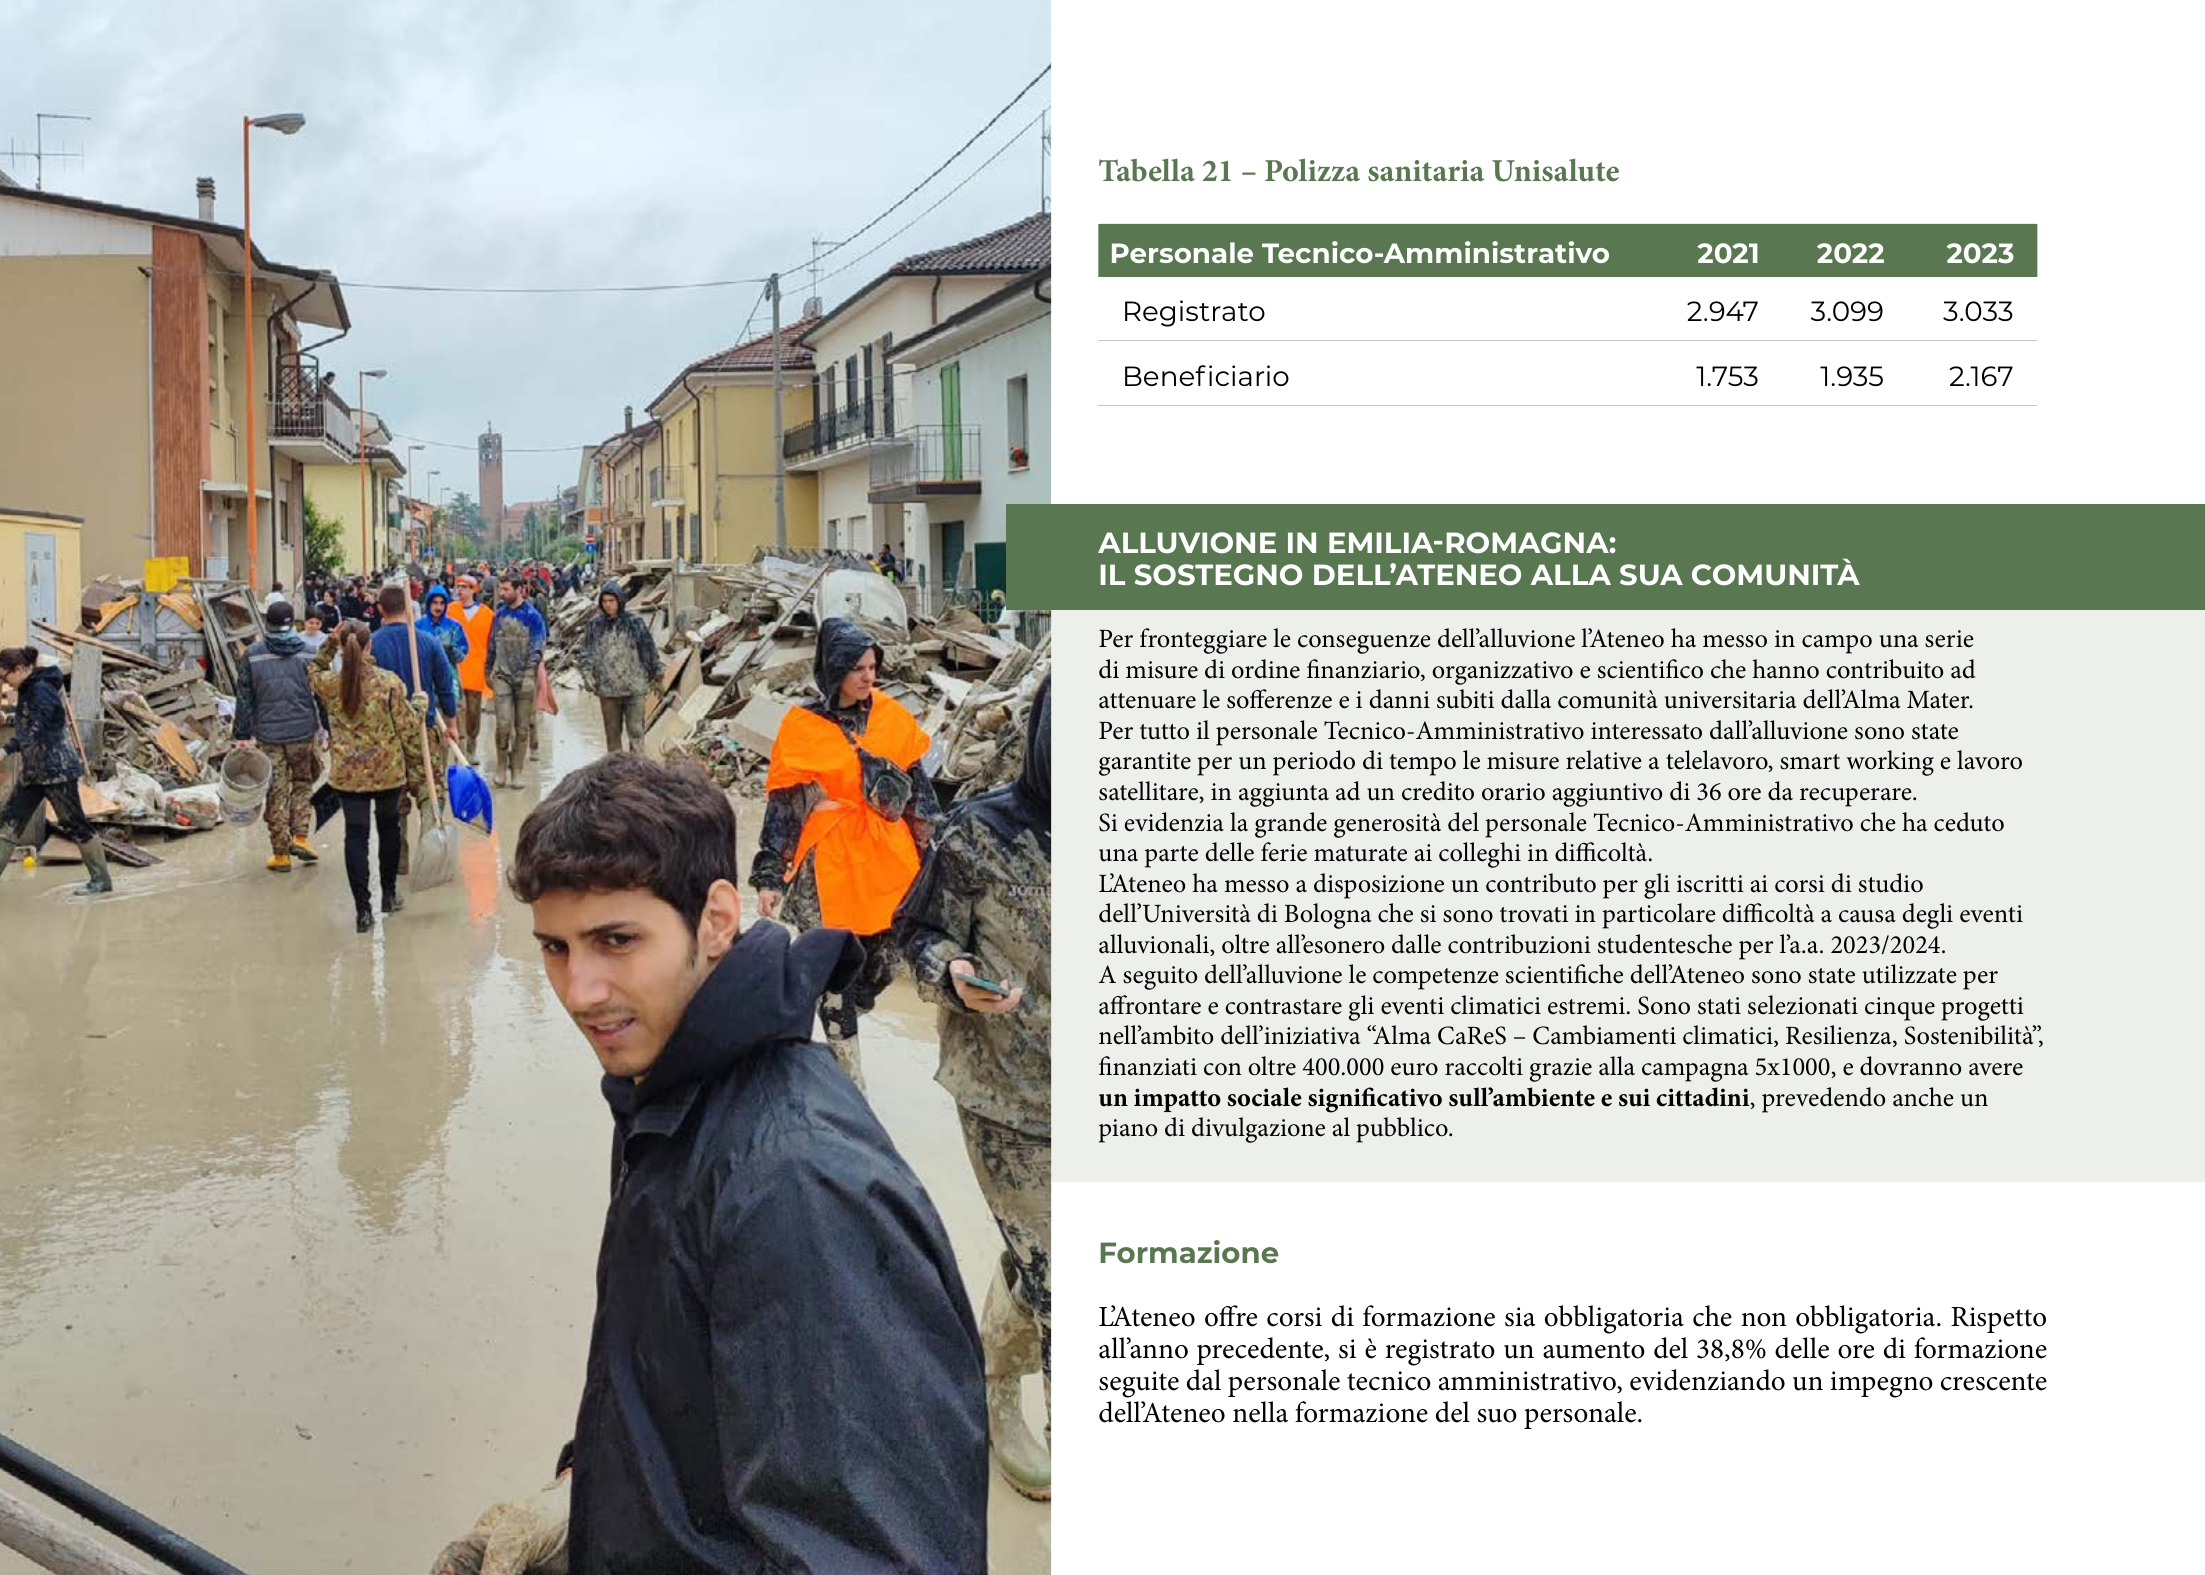 Tabella 21 – Polizza sanitaria Unisalute
Personale Tecnico-Amministrativo 2021 2022 2023
Registrato 2.947 3.099 3.033
Beneficiario 1.753 1.935 2.167
ALLUVIONE IN EMILIA-ROMAGNA:
IL SOSTEGNO DELL’ATENEO ALLA SUA COMUNITÀ
Per fronteggiare le conseguenze dell’alluvione l’Ateneo ha messo in campo una serie
di misure di ordine finanziario, organizzativo e scientifico che hanno contribuito ad
attenuare le sofferenze e i danni subiti dalla comunità universitaria dell’Alma Mater.
Per tutto il personale Tecnico-Amministrativo interessato dall’alluvione sono state
garantite per un periodo di tempo le misure relative a telelavoro, smart working e lavoro
satellitare, in aggiunta ad un credito orario aggiuntivo di 36 ore da recuperare.
Si evidenzia la grande generosità del personale Tecnico-Amministrativo che ha ceduto
una parte delle ferie maturate ai colleghi in difficoltà.
L’Ateneo ha messo a disposizione un contributo per gli iscritti ai corsi di studio
dell’Università di Bologna che si sono trovati in particolare difficoltà a causa degli eventi
alluvionali, oltre all’esonero dalle contribuzioni studentesche per l’a.a. 2023/2024.
A seguito dell’alluvione le competenze scientifiche dell’Ateneo sono state utilizzate per
affrontare e contrastare gli eventi climatici estremi. Sono stati selezionati cinque progetti
nell’ambito dell’iniziativa “Alma CaReS – Cambiamenti climatici, Resilienza, Sostenibilità”,
finanziati con oltre 400.000 euro raccolti grazie alla campagna 5x1000, e dovranno avere
un impatto sociale significativo sull’ambiente e sui cittadini, prevedendo anche un
piano di divulgazione al pubblico.
Formazione
L’Ateneo offre corsi di formazione sia obbligatoria che non obbligatoria. Rispetto
all’anno precedente, si è registrato un aumento del 38,8% delle ore di formazione
seguite dal personale tecnico amministrativo, evidenziando un impegno crescente
dell’Ateneo nella formazione del suo personale.